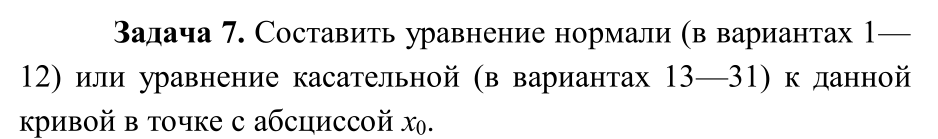 Задача 7. Составить уравнение нормали (в вариантах 1—
12) или уравнение касательной (в вариантах 13—31) к данной
кривой в точке с абсциссой x₀.